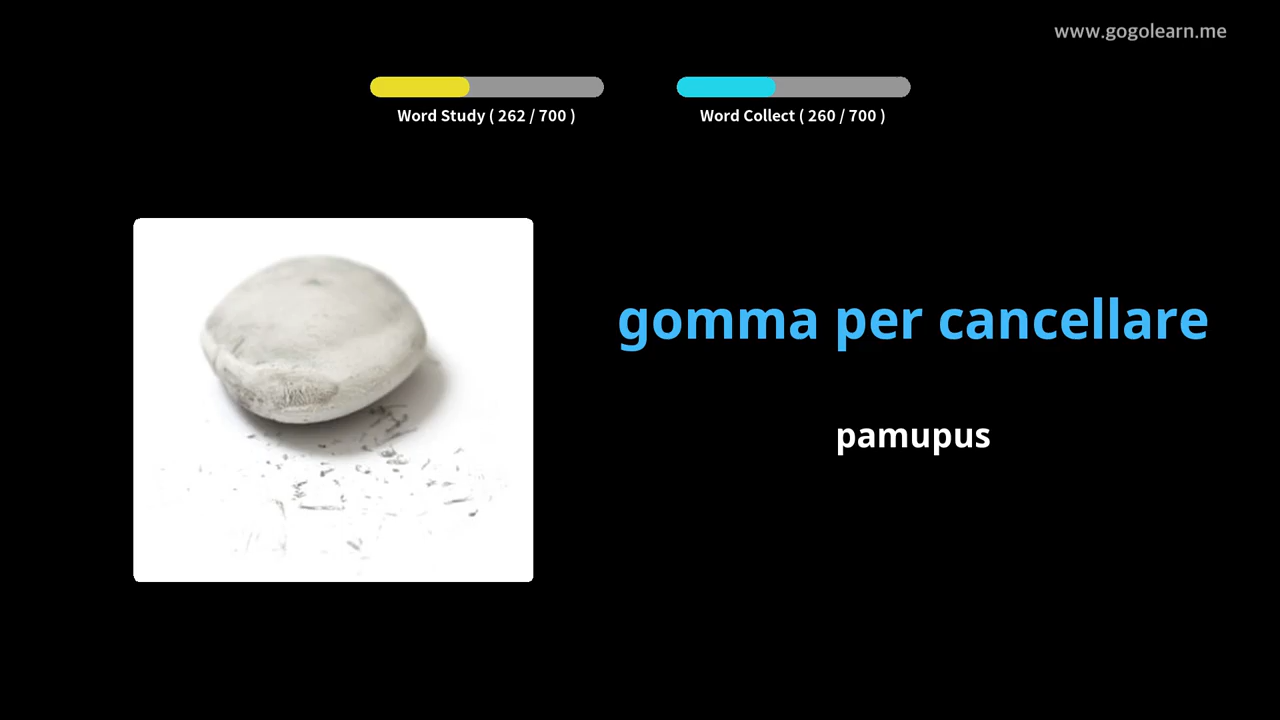 www.gogolearn.me
Word Study ( 262 / 700 )
Word Collect ( 260 / 700 )
gomma per cancellare
pamupus